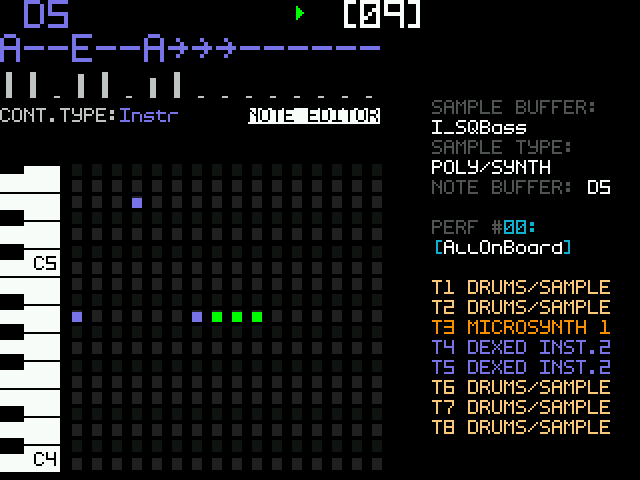 D5 [09]
A--E--A→→→------
CONT.TYPE:Instr NOTE EDITOR
SAMPLE BUFFER:
I_SQBass
SAMPLE TYPE:
POLY/SYNTH
NOTE BUFFER: D5
PERF #00:
[AllOnBoard]
C5
T1 DRUMS/SAMPLE
T2 DRUMS/SAMPLE
T3 MICROSYNTH 1
T4 DEXED INST.2
T5 DEXED INST.2
T6 DRUMS/SAMPLE
T7 DRUMS/SAMPLE
T8 DRUMS/SAMPLE
C4